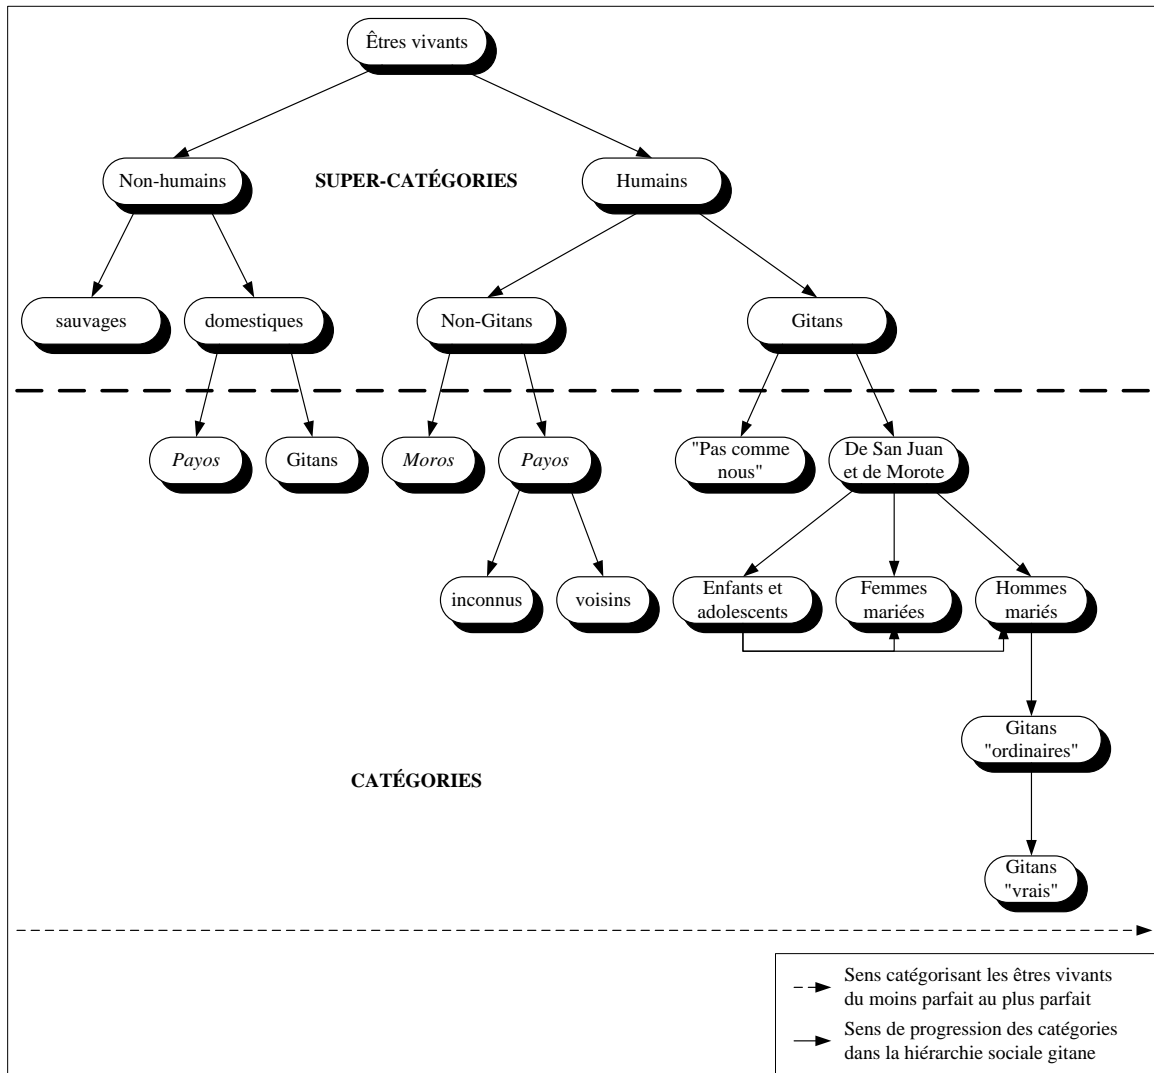 Êtres vivants
Non-humains
SUPER-CATÉGORIES
Humains
sauvages
domestiques
Non-Gitans
Gitans
Payos
Gitans
Moros
Payos
"Pas comme
nous"
De San Juan
et de Morote
inconnus
voisins
Enfants et
adolescents
Femmes
mariées
Hommes
mariés
Gitans
"ordinaires"
CATÉGORIES
Gitans
"vrais"
Sens catégorisant les êtres vivants
du moins parfait au plus parfait
Sens de progression des catégories
dans la hiérarchie sociale gitane